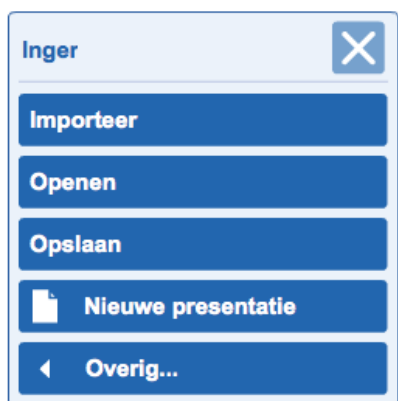 Inger
Importeer
Openen
Opslaan
Nieuwe presentatie
Overig...